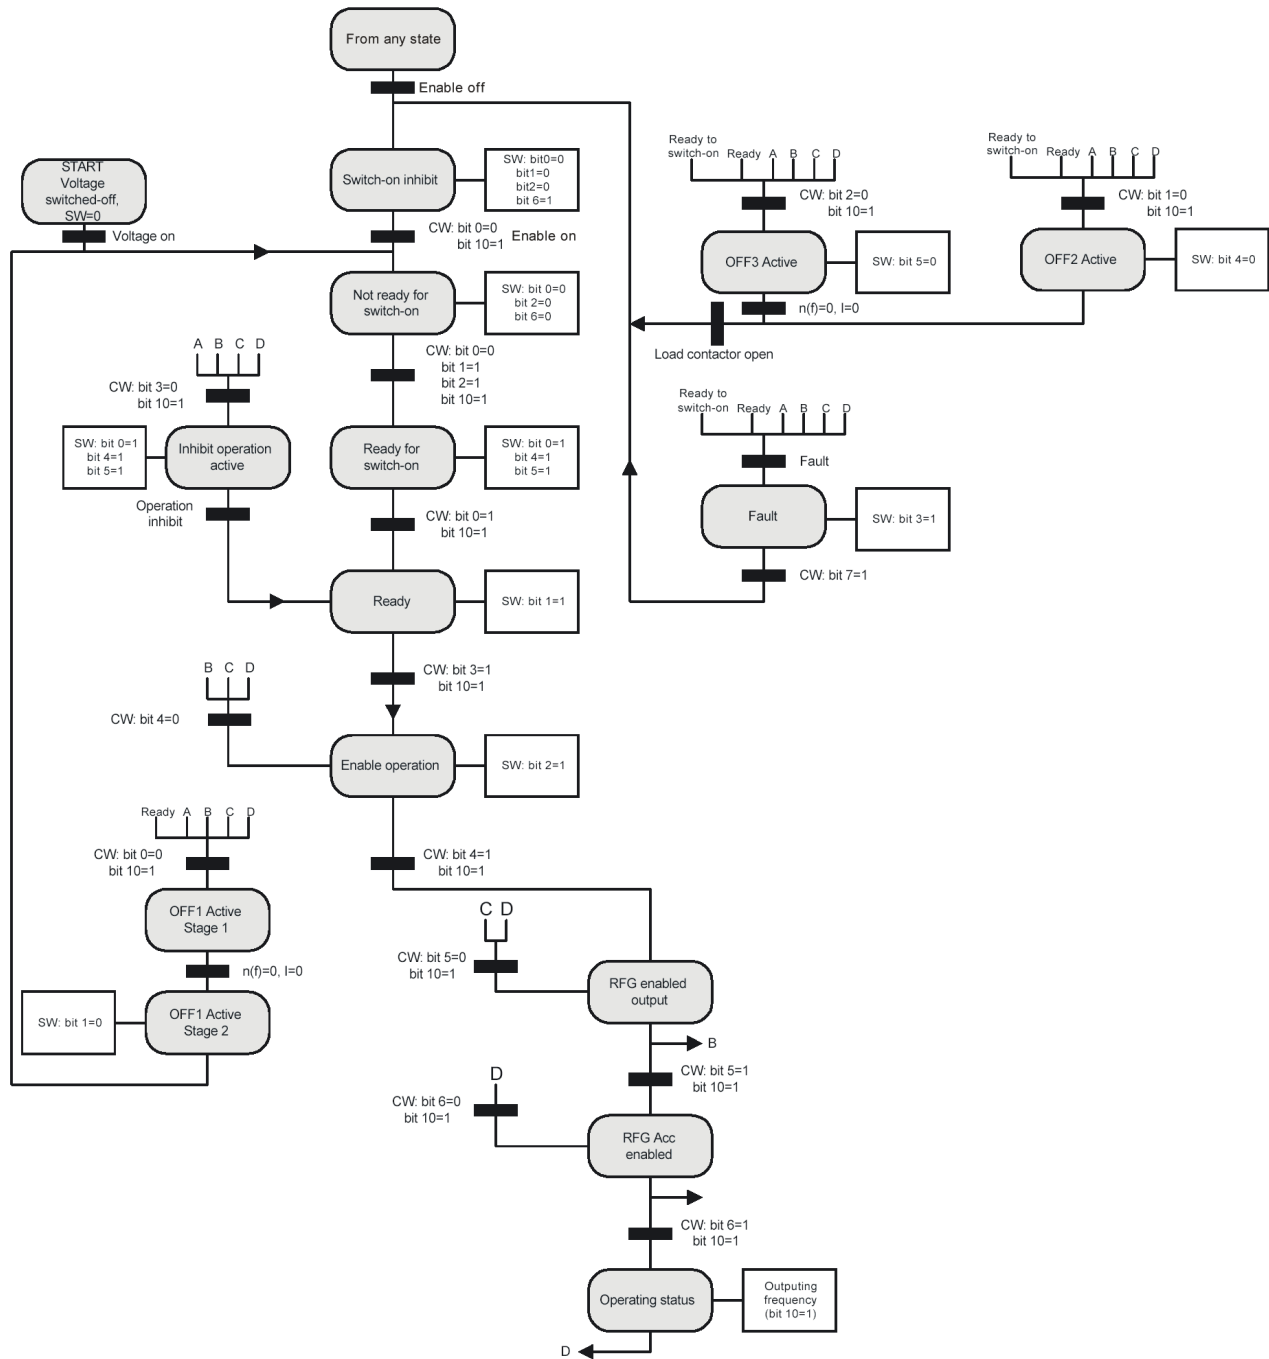 From any state
Enable off
START
Voltage
switched-off,
SW=0
Voltage on
Switch-on inhibit
SW: bit0=0
bit1=0
bit2=0
bit 6=1
CW: bit 0=0
bit 10=1
Enable on
Not ready for
switch-on
SW: bit 0=0
bit 2=0
bit 6=0
CW: bit 0=0
bit 1=1
bit 2=1
bit 10=1
A B C D
CW: bit 3=0
bit 10=1
Inhibit operation
active
SW: bit 0=1
bit 4=1
bit 5=1
Operation
inhibit
Ready for
switch-on
SW: bit 0=1
bit 4=1
bit 5=1
CW: bit 0=1
bit 10=1
Ready
SW: bit 1=1
CW: bit 3=1
bit 10=1
B C D
CW: bit 4=0
Enable operation
SW: bit 2=1
CW: bit 4=1
bit 10=1
Ready A B C D
CW: bit 0=0
bit 10=1
OFF1 Active
Stage 1
n(f)=0, I=0
OFF1 Active
Stage 2
SW: bit 1=0
C D
CW: bit 5=0
bit 10=1
RFG enabled
output
B
CW: bit 5=1
bit 10=1
D
CW: bit 6=0
bit 10=1
RFG Acc
enabled
CW: bit 6=1
bit 10=1
Operating status
Outputing
frequency
(bit 10=1)
D
Ready to
switch-on Ready A B C D
CW: bit 2=0
bit 10=1
OFF3 Active
SW: bit 5=0
n(f)=0, I=0
Load contactor open
Ready to
switch-on Ready A B C D
CW: bit 1=0
bit 10=1
OFF2 Active
SW: bit 4=0
Ready to
switch-on Ready A B C D
Fault
Fault
SW: bit 3=1
CW: bit 7=1